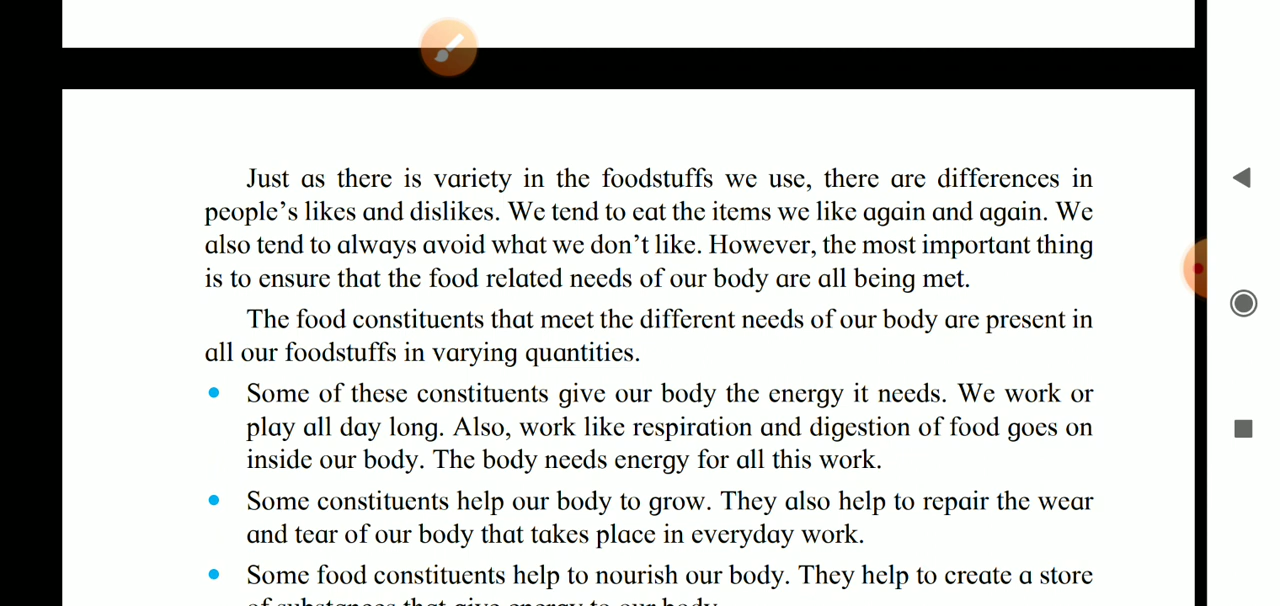 Just as there is variety in the foodstuffs we use, there are differences in
people's likes and dislikes. We tend to eat the items we like again and again. We
also tend to always avoid what we don't like. However, the most important thing
is to ensure that the food related needs of our body are all being met.
The food constituents that meet the different needs of our body are present in
all our foodstuffs in varying quantities.
• Some of these constituents give our body the energy it needs. We work or
play all day long. Also, work like respiration and digestion of food goes on
inside our body. The body needs energy for all this work.
• Some constituents help our body to grow. They also help to repair the wear
and tear of our body that takes place in everyday work.
• Some food constituents help to nourish our body. They help to create a store
of substances that give energy to our body.